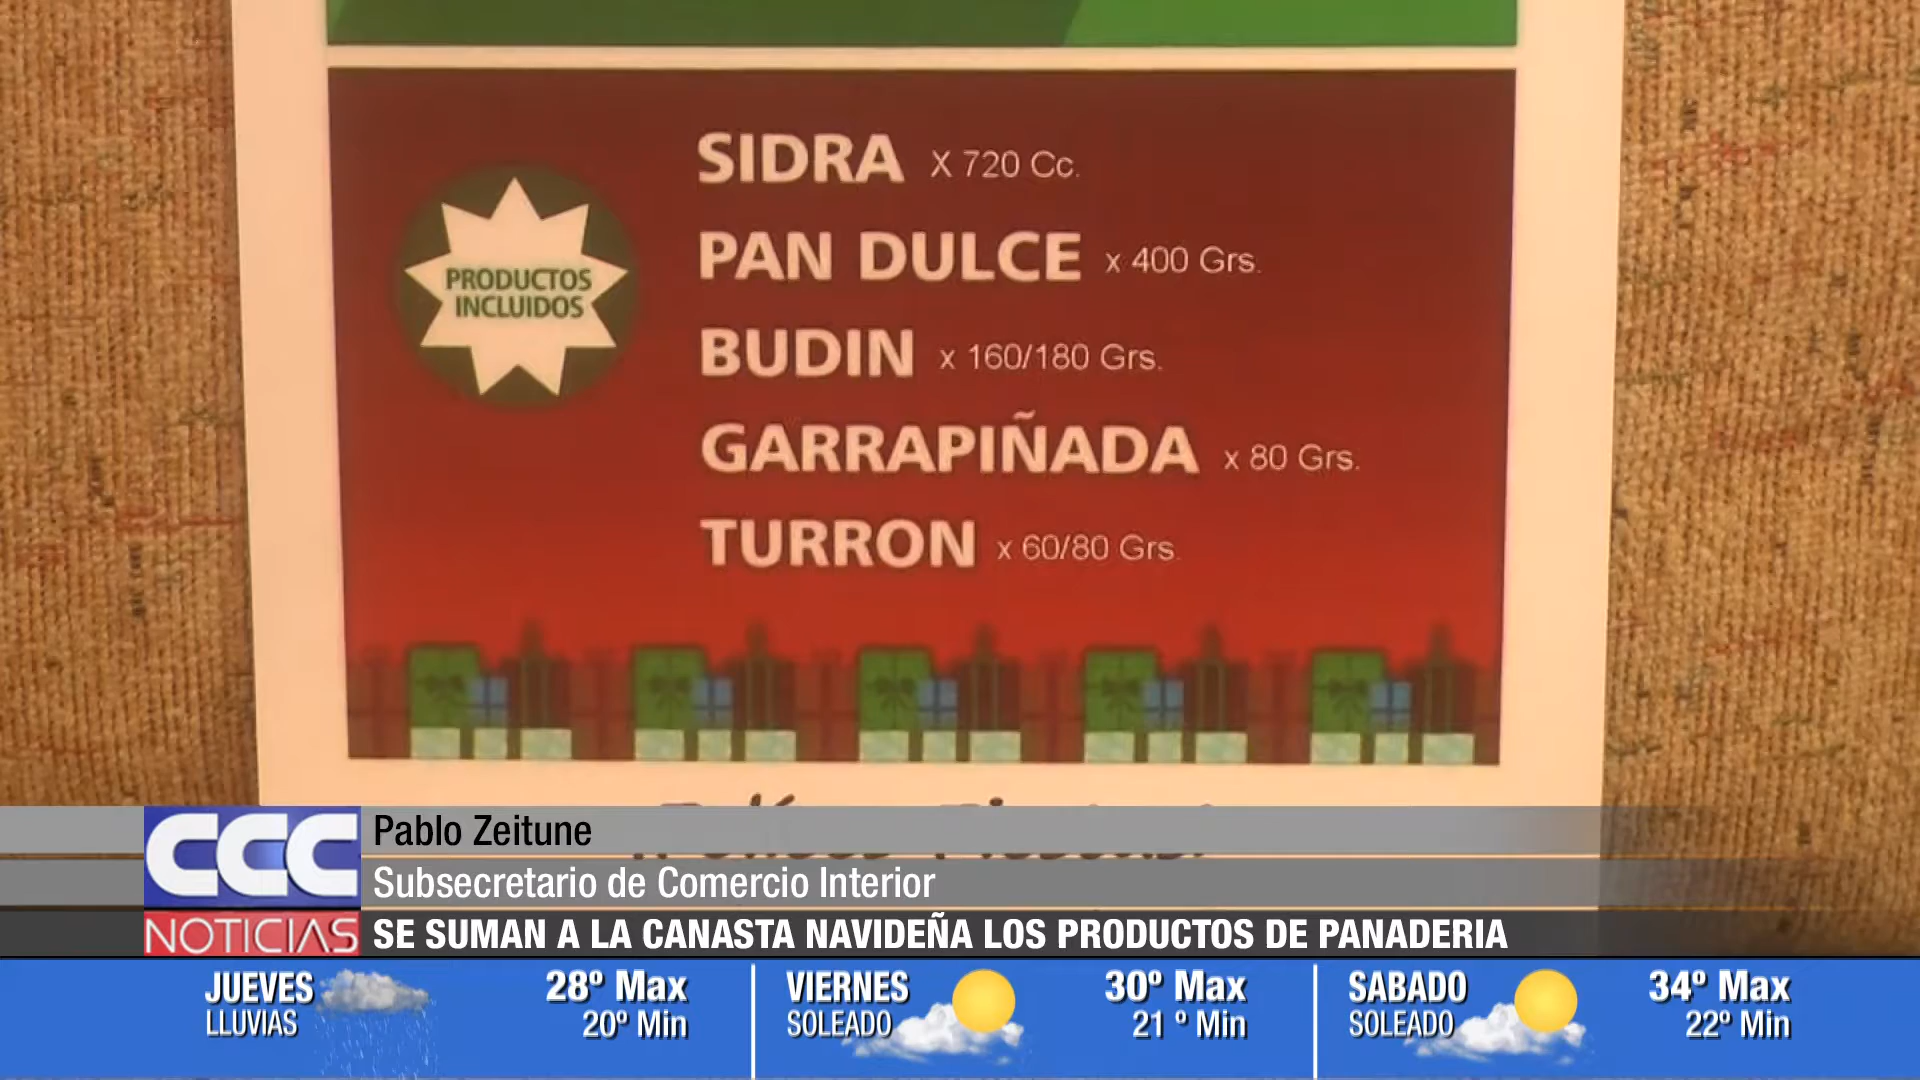 SIDRA X 720 Cc.
PAN DULCE x 400 Grs.
BUDIN x 160/180 Grs.
GARRAPIÑADA x 80 Grs.
TURRON x 60/80 Grs.
PRODUCTOS
INCLUIDOS
CCC
NOTICIAS
Pablo Zeitune
Subsecretario de Comercio Interior
SE SUMAN A LA CANASTA NAVIDEÑA LOS PRODUCTOS DE PANADERIA
JUEVES 28º Max
LLUVIAS 20º Min
VIERNES 30º Max
SOLEADO 21 º Min
SABADO 34º Max
SOLEADO 22º Min